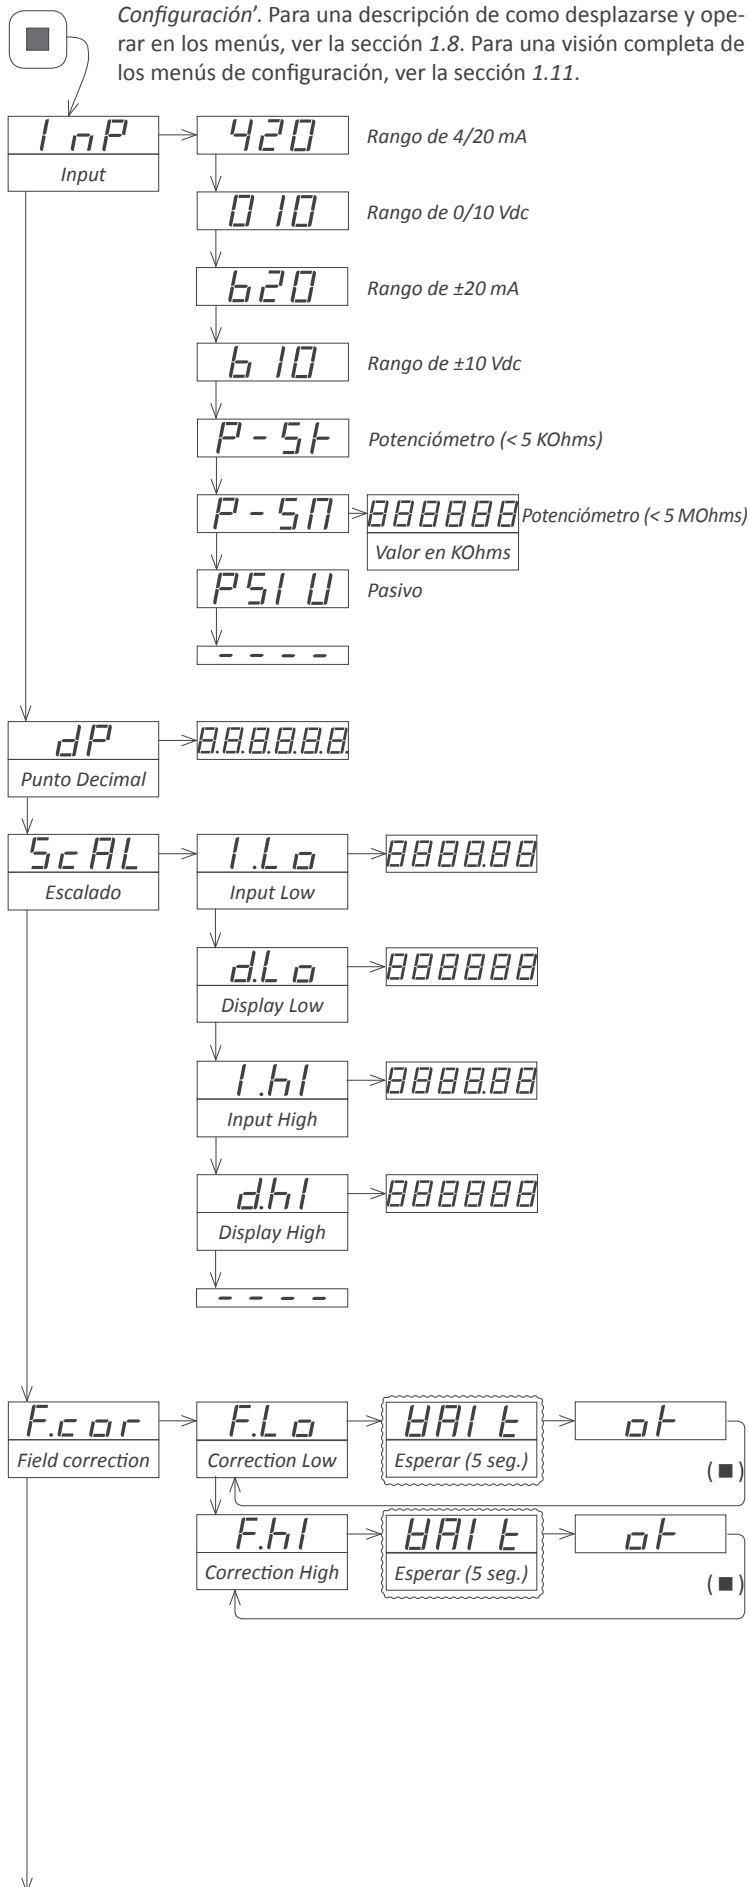 Configuración'. Para una descripción de como desplazarse y ope-
rar en los menús, ver la sección 1.8. Para una visión completa de
los menús de configuración, ver la sección 1.11.
InP
Input
420
Rango de 4/20 mA
010
Rango de 0/10 Vdc
b20
Rango de ±20 mA
b10
Rango de ±10 Vdc
P-5k
Potenciómetro (< 5 KOhms)
P-5M
888888
Potenciómetro (< 5 MOhms)
Valor en KOhms
PSIV
Pasivo
----
dP
8.8.8.8.8.8.
Punto Decimal
ScAL
Escalado
I.Lo
8888.88
Input Low
d.Lo
888888
Display Low
I.hI
8888.88
Input High
d.hI
888888
Display High
----
F.cor
Field correction
F.Lo
Correction Low
WAIt
Esperar (5 seg.)
ok
(■)
F.hI
Correction High
WAIt
Esperar (5 seg.)
ok
(■)